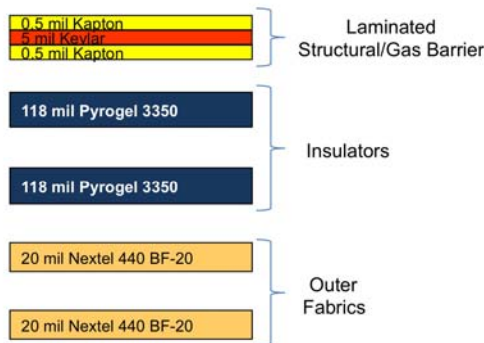 0.5 mil Kapton
5 mil Kevlar
0.5 mil Kapton
Laminated
Structural/Gas Barrier
118 mil Pyrogel 3350
118 mil Pyrogel 3350
Insulators
20 mil Nextel 440 BF-20
20 mil Nextel 440 BF-20
Outer
Fabrics